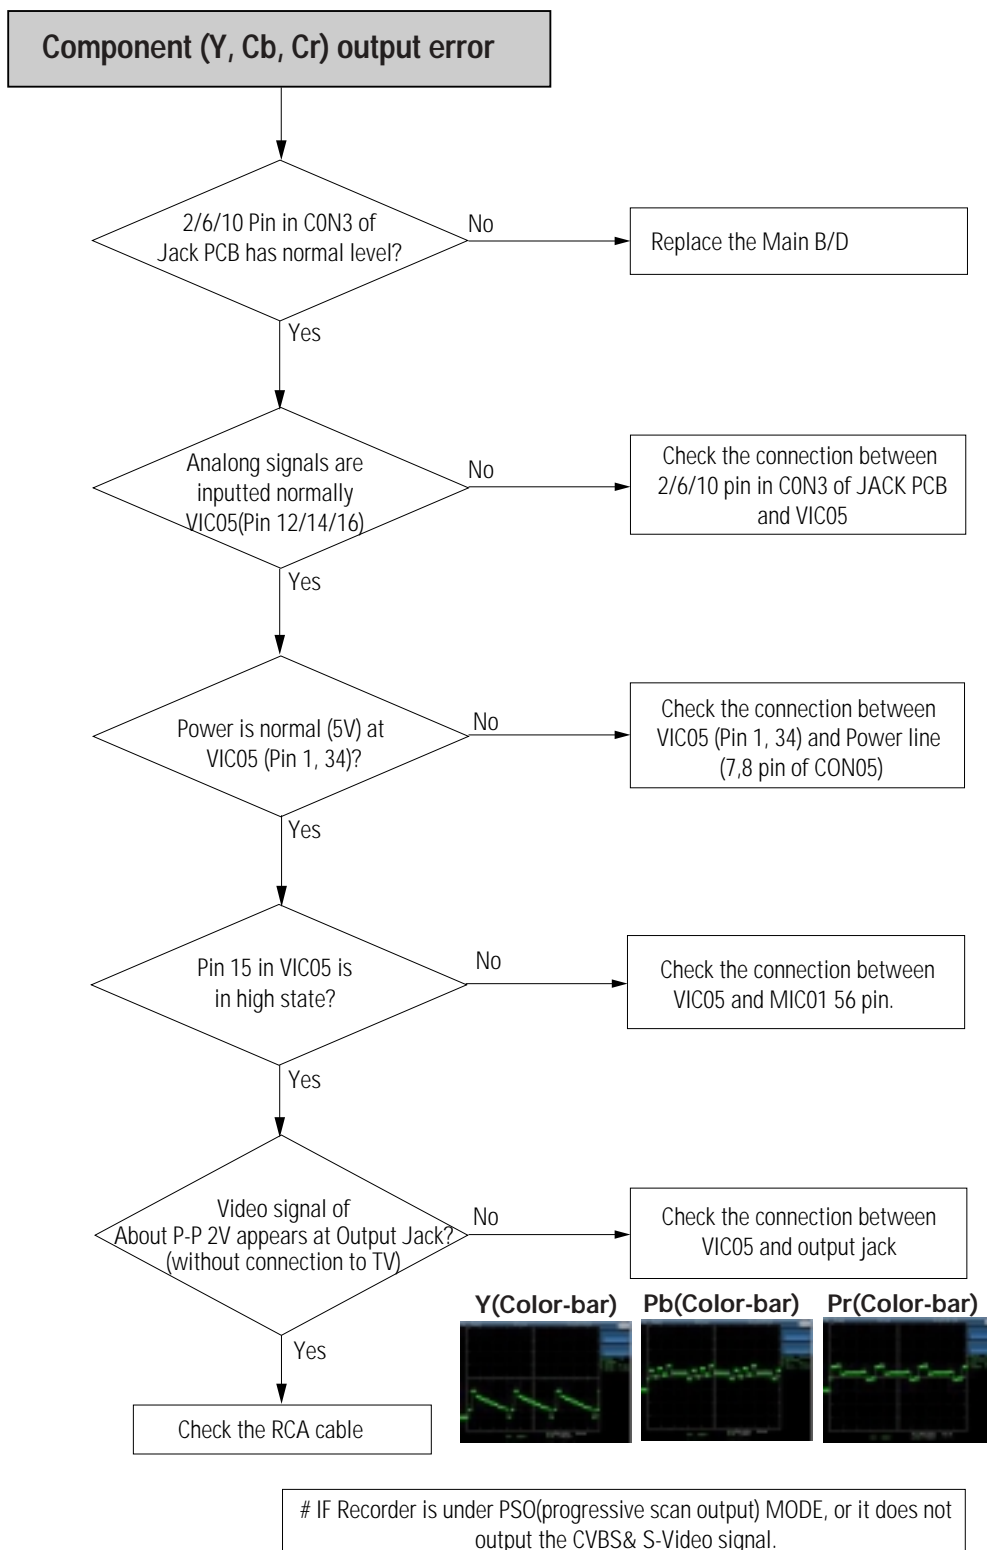 Component (Y, Cb, Cr) output error
2/6/10 Pin in C0N3 of
Jack PCB has normal level?
No
Replace the Main B/D
Yes
Analong signals are
inputted normally
VIC05(Pin 12/14/16)
No
Check the connection between
2/6/10 pin in C0N3 of JACK PCB
and VIC05
Yes
Power is normal (5V) at
VIC05 (Pin 1, 34)?
No
Check the connection between
VIC05 (Pin 1, 34) and Power line
(7,8 pin of CON05)
Yes
Pin 15 in VIC05 is
in high state?
No
Check the connection between
VIC05 and MIC01 56 pin.
Yes
Video signal of
About P-P 2V appears at Output Jack?
(without connection to TV)
No
Check the connection between
VIC05 and output jack
Y(Color-bar)
Pb(Color-bar)
Pr(Color-bar)
Yes
Check the RCA cable
# IF Recorder is under PSO(progressive scan output) MODE, or it does not
output the CVBS& S-Video signal.